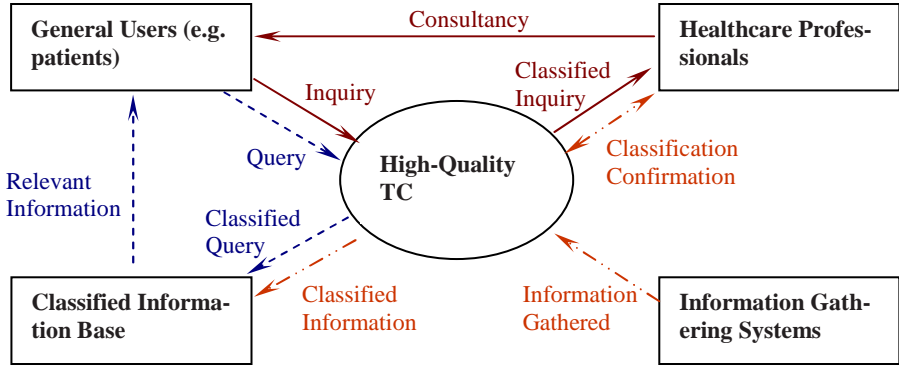 General Users (e.g.
patients)
Consultancy
Healthcare Profes-
sionals
Classified
Inquiry
Inquiry
Query
High-Quality
TC
Classification
Confirmation
Relevant
Information
Classified
Query
Classified Informa-
tion Base
Classified
Information
Information
Gathered
Information Gath-
ering Systems